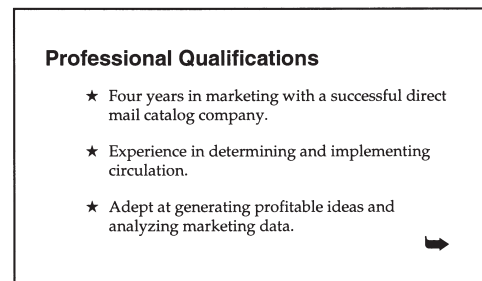 Professional Qualifications
★ Four years in marketing with a successful direct
mail catalog company.
★ Experience in determining and implementing
circulation.
★ Adept at generating profitable ideas and
analyzing marketing data.